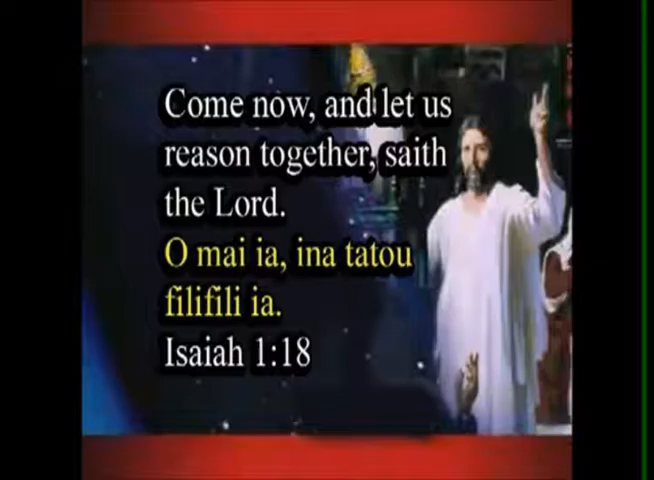 Come now, and let us
reason together, saith
the Lord.
O mai ia, ina tatou
filifili ia.
Isaiah 1:18